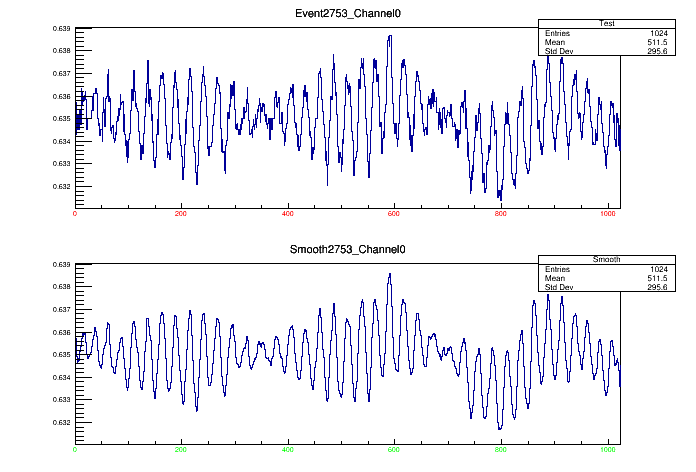 Event2753_Channel0
Test
Entries 1024
Mean 511.5
Std Dev 295.6
0.639
0.638
0.637
0.636
0.635
0.634
0.633
0.632
0 200 400 600 800 1000
Smooth2753_Channel0
Smooth
Entries 1024
Mean 511.5
Std Dev 295.6
0.639
0.638
0.637
0.636
0.635
0.634
0.633
0.632
0 200 400 600 800 1000